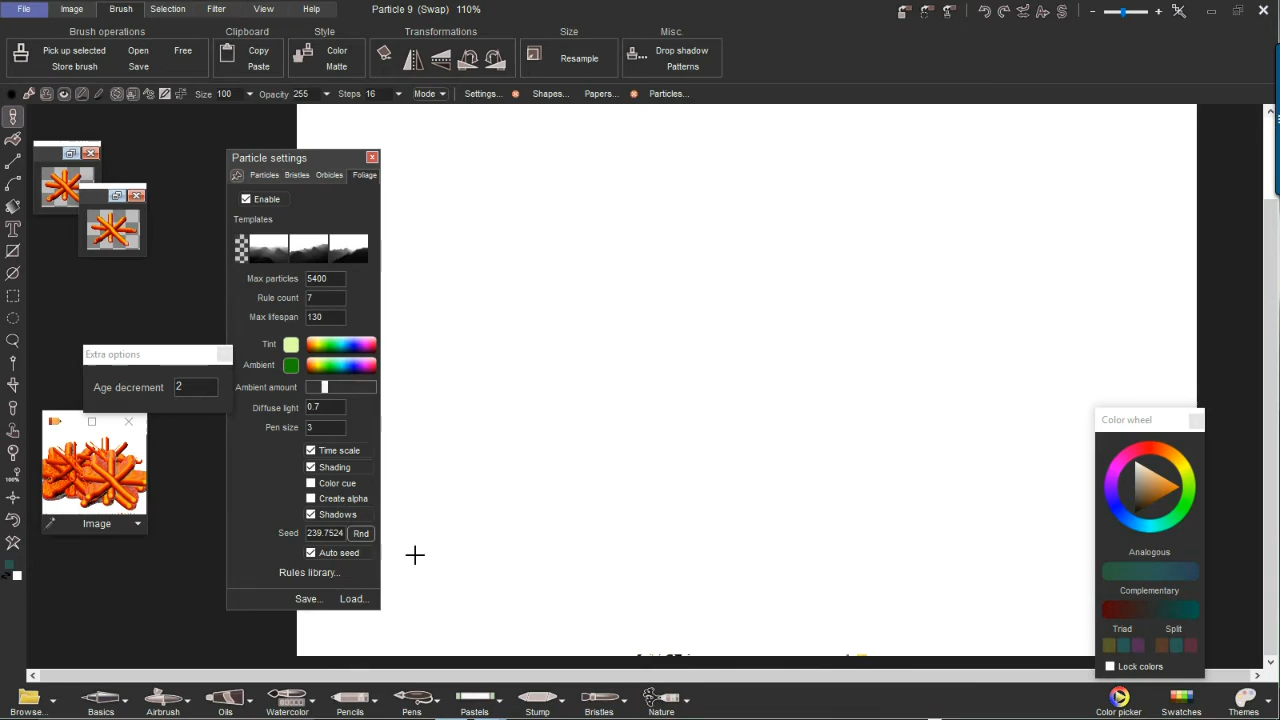 File Image Brush Selection Filter View Help Particle 9 (Swap) 110%
Brush operations Clipboard Style Transformations Size Misc.
Pick up selected Open Free Copy Color Resample Drop shadow
Store brush Save Paste Matte Patterns
Size 100 Opacity 255 Steps 16 Mode Settings... Shapes... Papers... Particles...
Particle settings
Particles Bristles Orbicles Foliage
Enable
Templates
Max particles 5400
Rule count 7
Max lifespan 130
Tint
Ambient
Ambient amount
Diffuse light 0.7
Pen size 3
Time scale
Shading
Color cue
Create alpha
Shadows
Seed 239.7524 Rnd
Auto seed
Rules library...
Save... Load...
Extra options
Age decrement 2
Image
100%
Color wheel
Analogous
Complementary
Triad Split
Lock colors
Browse... Basics Airbrush Oils Watercolor Pencils Pens Pastels Stump Bristles Nature Color picker Swatches Themes